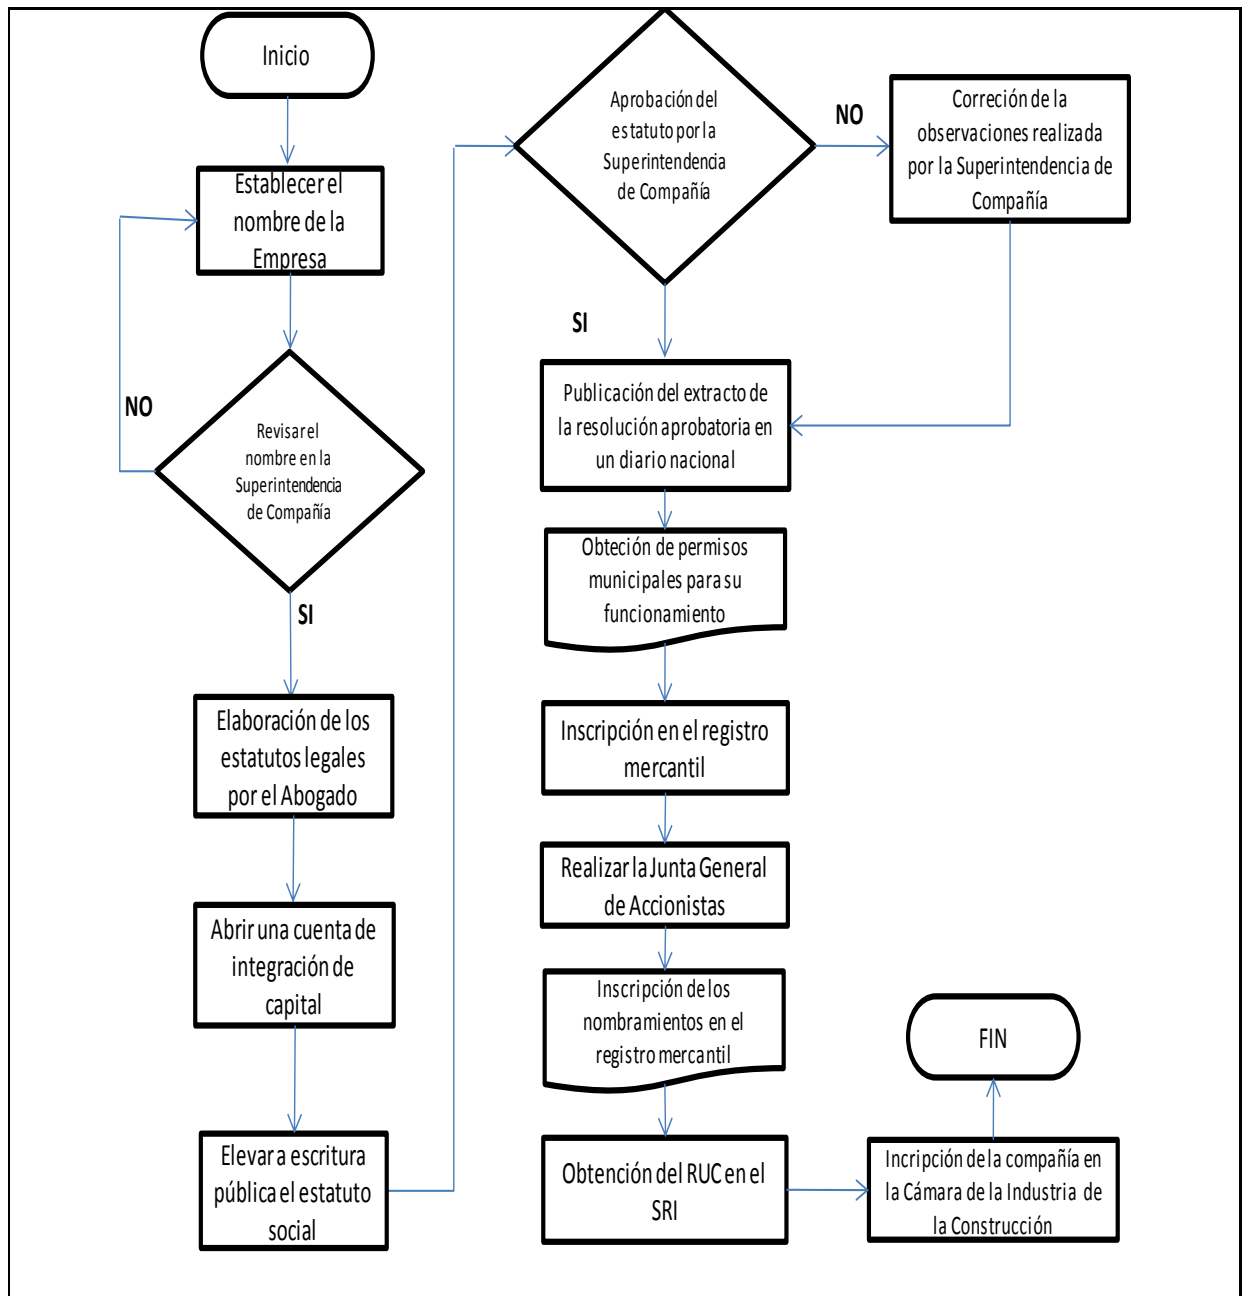 Inicio
Establecer el
nombre de la
Empresa
NO
Revisar el
nombre en la
Superintendencia
de Compañía
SI
Elaboración de los
estatutos legales
por el Abogado
Abrir una cuenta de
integración de
capital
Elevar a escritura
pública el estatuto
social
Aprobación del
estatuto por la
Superintendencia
de Compañía
NO
Correción de la
observaciones realizada
por la Superintendencia de
Compañía
SI
Publicación del extracto de
la resolución aprobatoria en
un diario nacional
Obteción de permisos
municipales para su
funcionamiento
Inscripción en el registro
mercantil
Realizar la Junta General
de Accionistas
Inscripción de los
nombramientos en el
registro mercantil
Obtención del RUC en el
SRI
Incripción de la compañía en
la Cámara de la Industria de
la Construcción
FIN